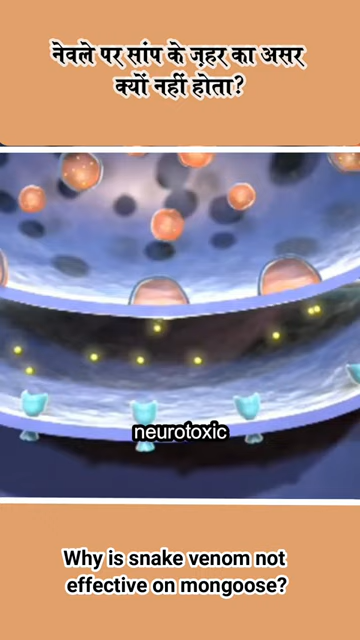 नेवले पर सांप के ज़हर का असर
क्यों नहीं होता?
neurotoxic
Why is snake venom not
effective on mongoose?